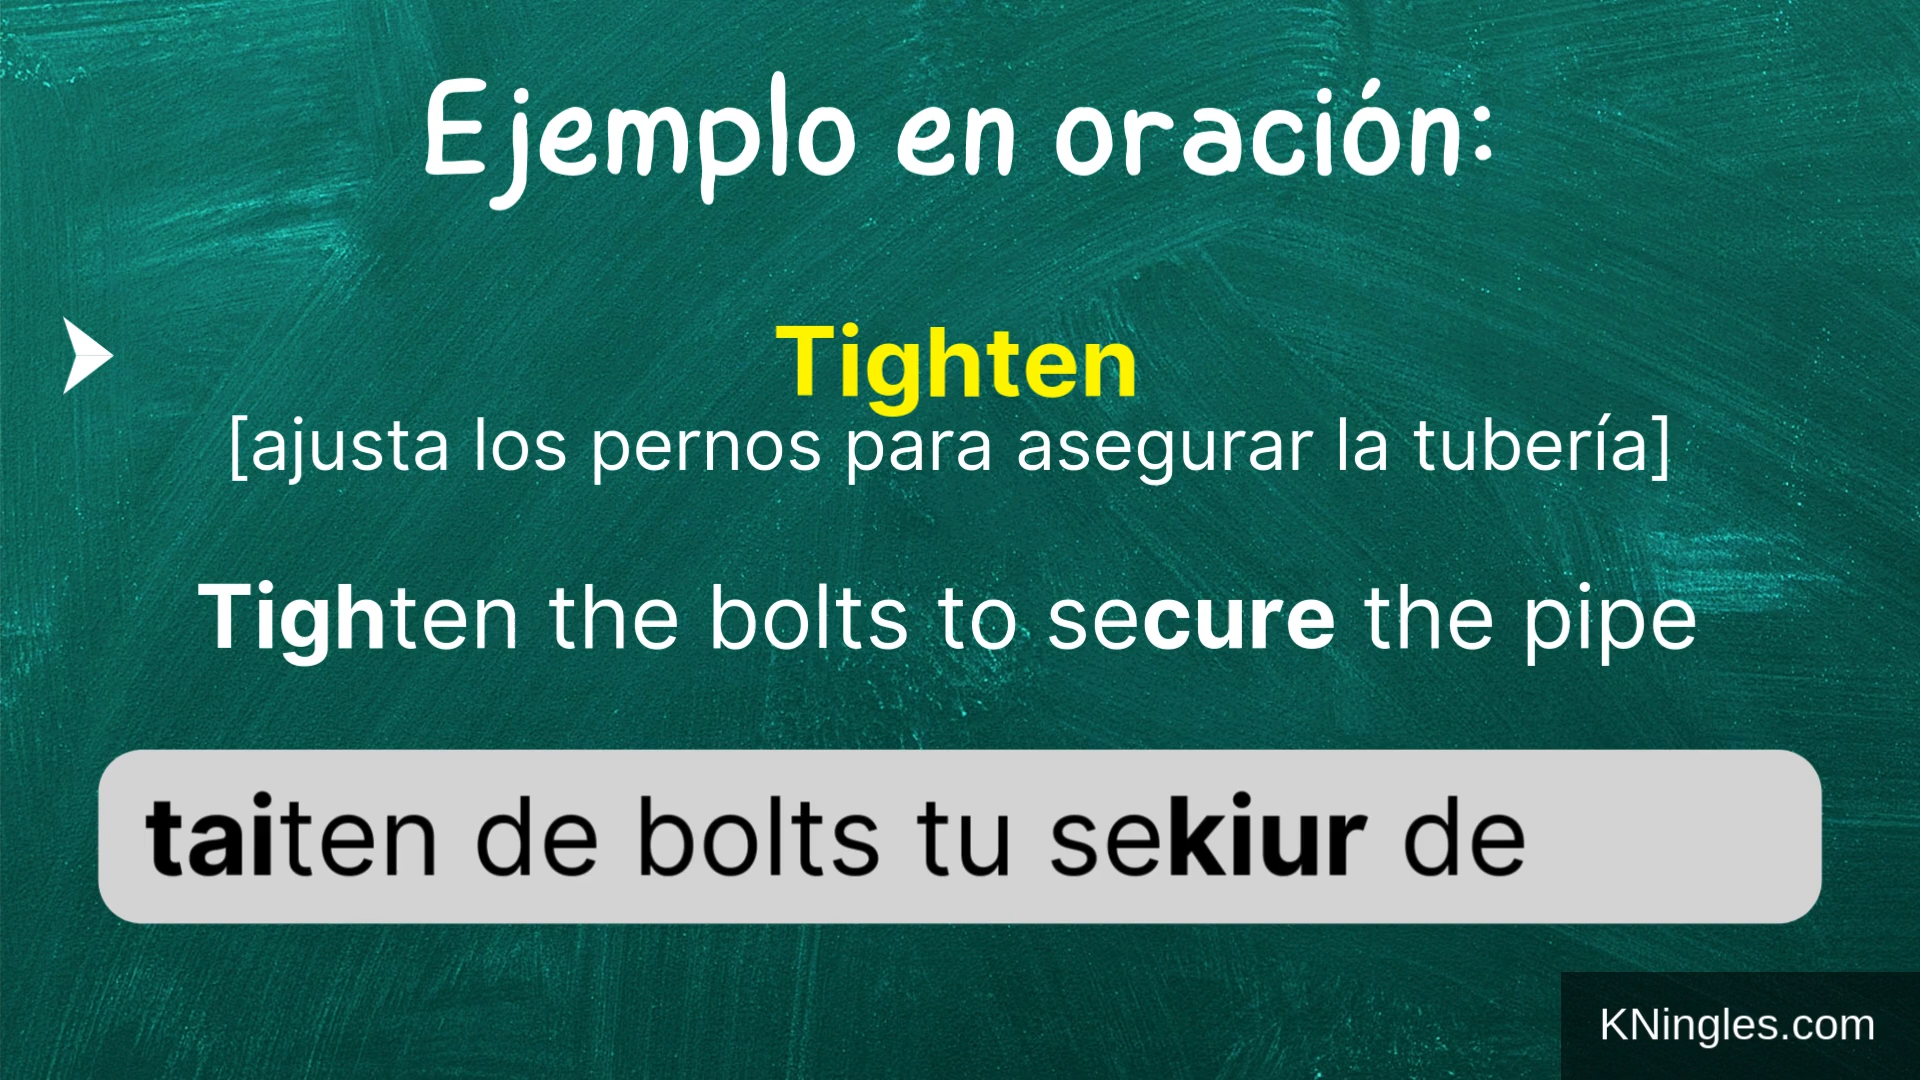 Ejemplo en oración:
Tighten
[ajusta los pernos para asegurar la tubería]
Tighten the bolts to secure the pipe
taiten de bolts tu sekiur de
KNingles.com